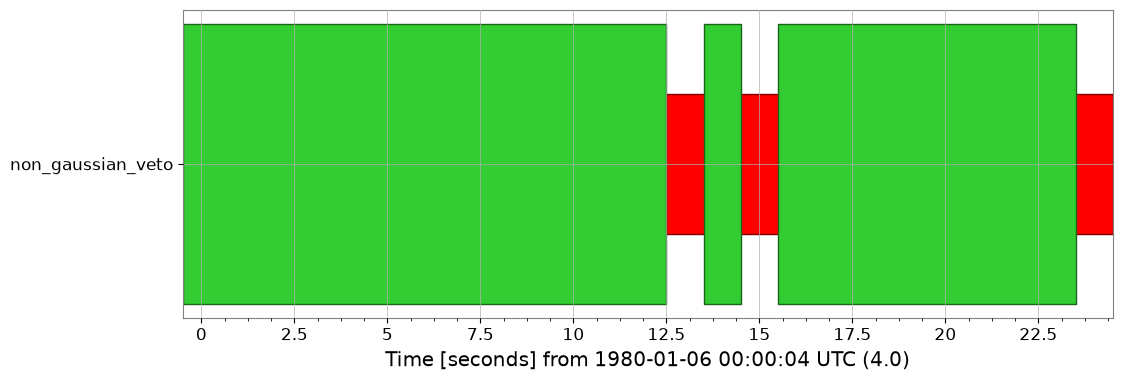 non_gaussian_veto
0 2.5 5 7.5 10 12.5 15 17.5 20 22.5
Time [seconds] from 1980-01-06 00:00:04 UTC (4.0)